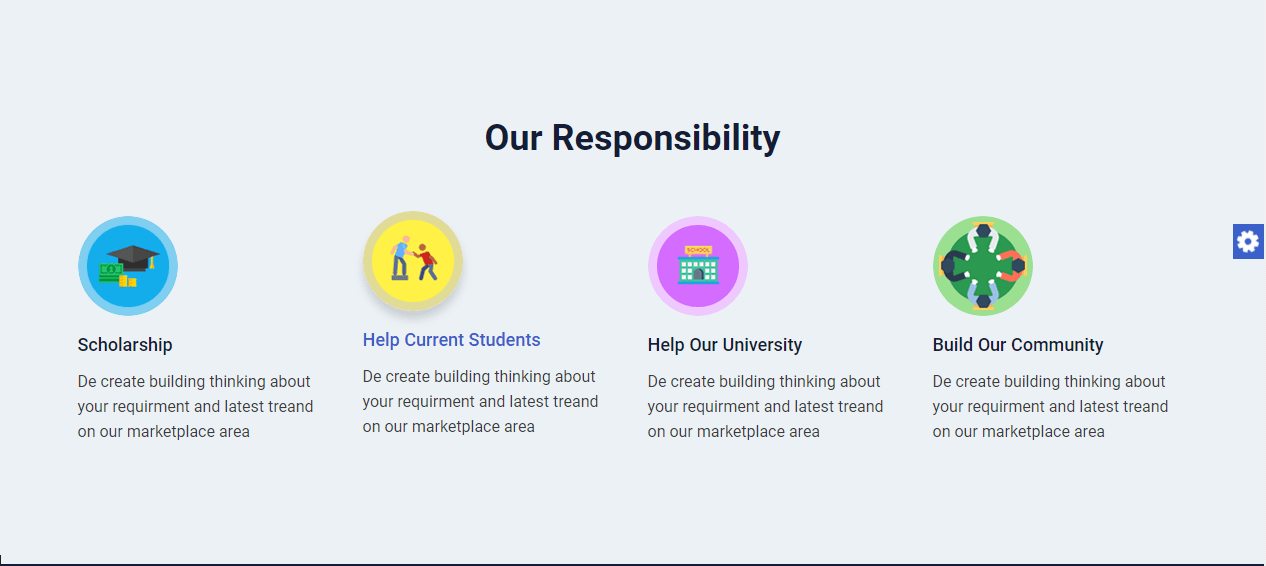 Our Responsibility
SCHOOL
Scholarship
De create building thinking about
your requirment and latest treand
on our marketplace area
Help Current Students
De create building thinking about
your requirment and latest treand
on our marketplace area
Help Our University
De create building thinking about
your requirment and latest treand
on our marketplace area
Build Our Community
De create building thinking about
your requirment and latest treand
on our marketplace area